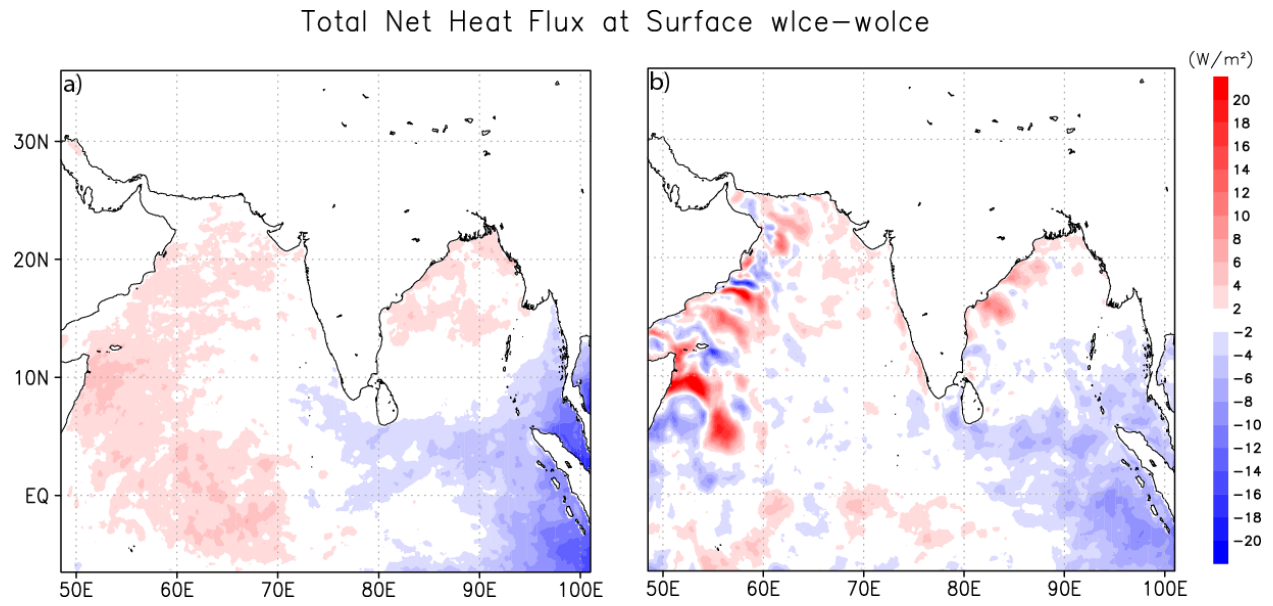 Total Net Heat Flux at Surface wlce−wolce
(W/m²)
a)
b)
30N
20N
10N
EQ
50E 60E 70E 80E 90E 100E
50E 60E 70E 80E 90E 100E
20
18
16
14
12
10
8
6
4
2
−2
−4
−6
−8
−10
−12
−14
−16
−18
−20